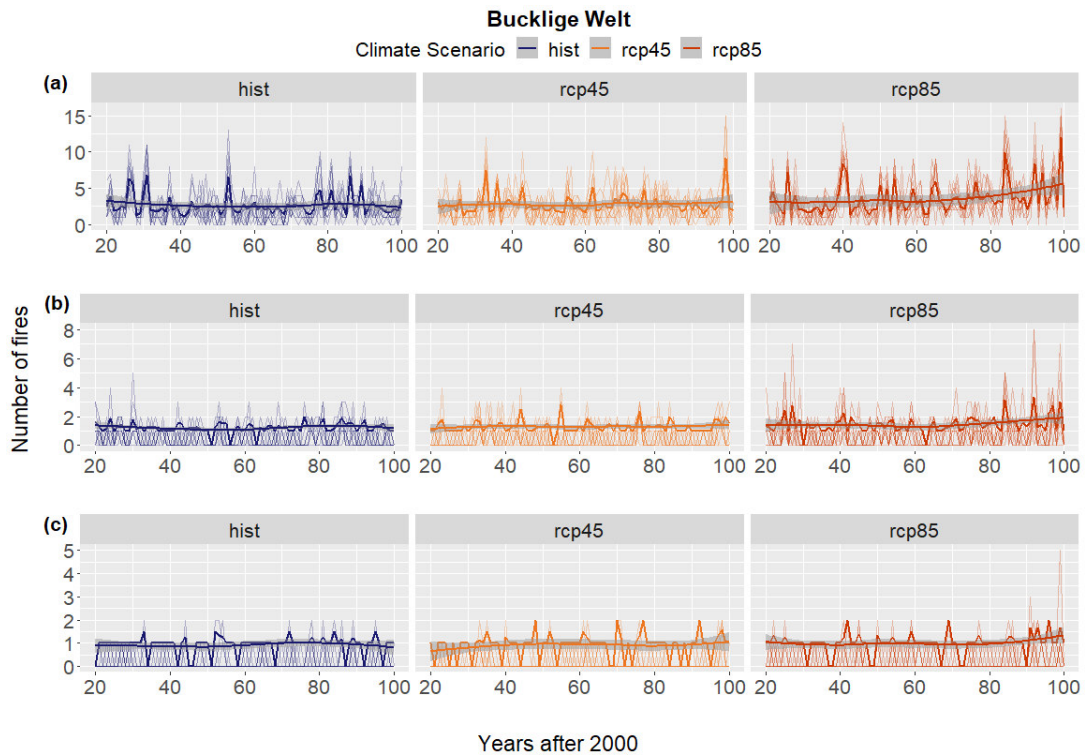 Bucklige Welt
Climate Scenario hist rcp45 rcp85
(a)
hist rcp45 rcp85
15
10
5
0
20 40 60 80 100 20 40 60 80 100 20 40 60 80 100
(b)
hist rcp45 rcp85
8
6
4
2
0
20 40 60 80 100 20 40 60 80 100 20 40 60 80 100
Number of fires
(c)
hist rcp45 rcp85
5
4
3
2
1
0
20 40 60 80 100 20 40 60 80 100 20 40 60 80 100
Years after 2000